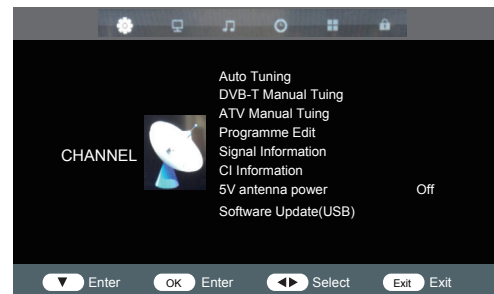 Auto Tuning
DVB-T Manual Tuing
ATV Manual Tuing
Programme Edit
CHANNEL
Signal Information
CI Information
5V antenna power Off
Software Update(USB)
▼ Enter OK Enter ◀▶ Select Exit Exit